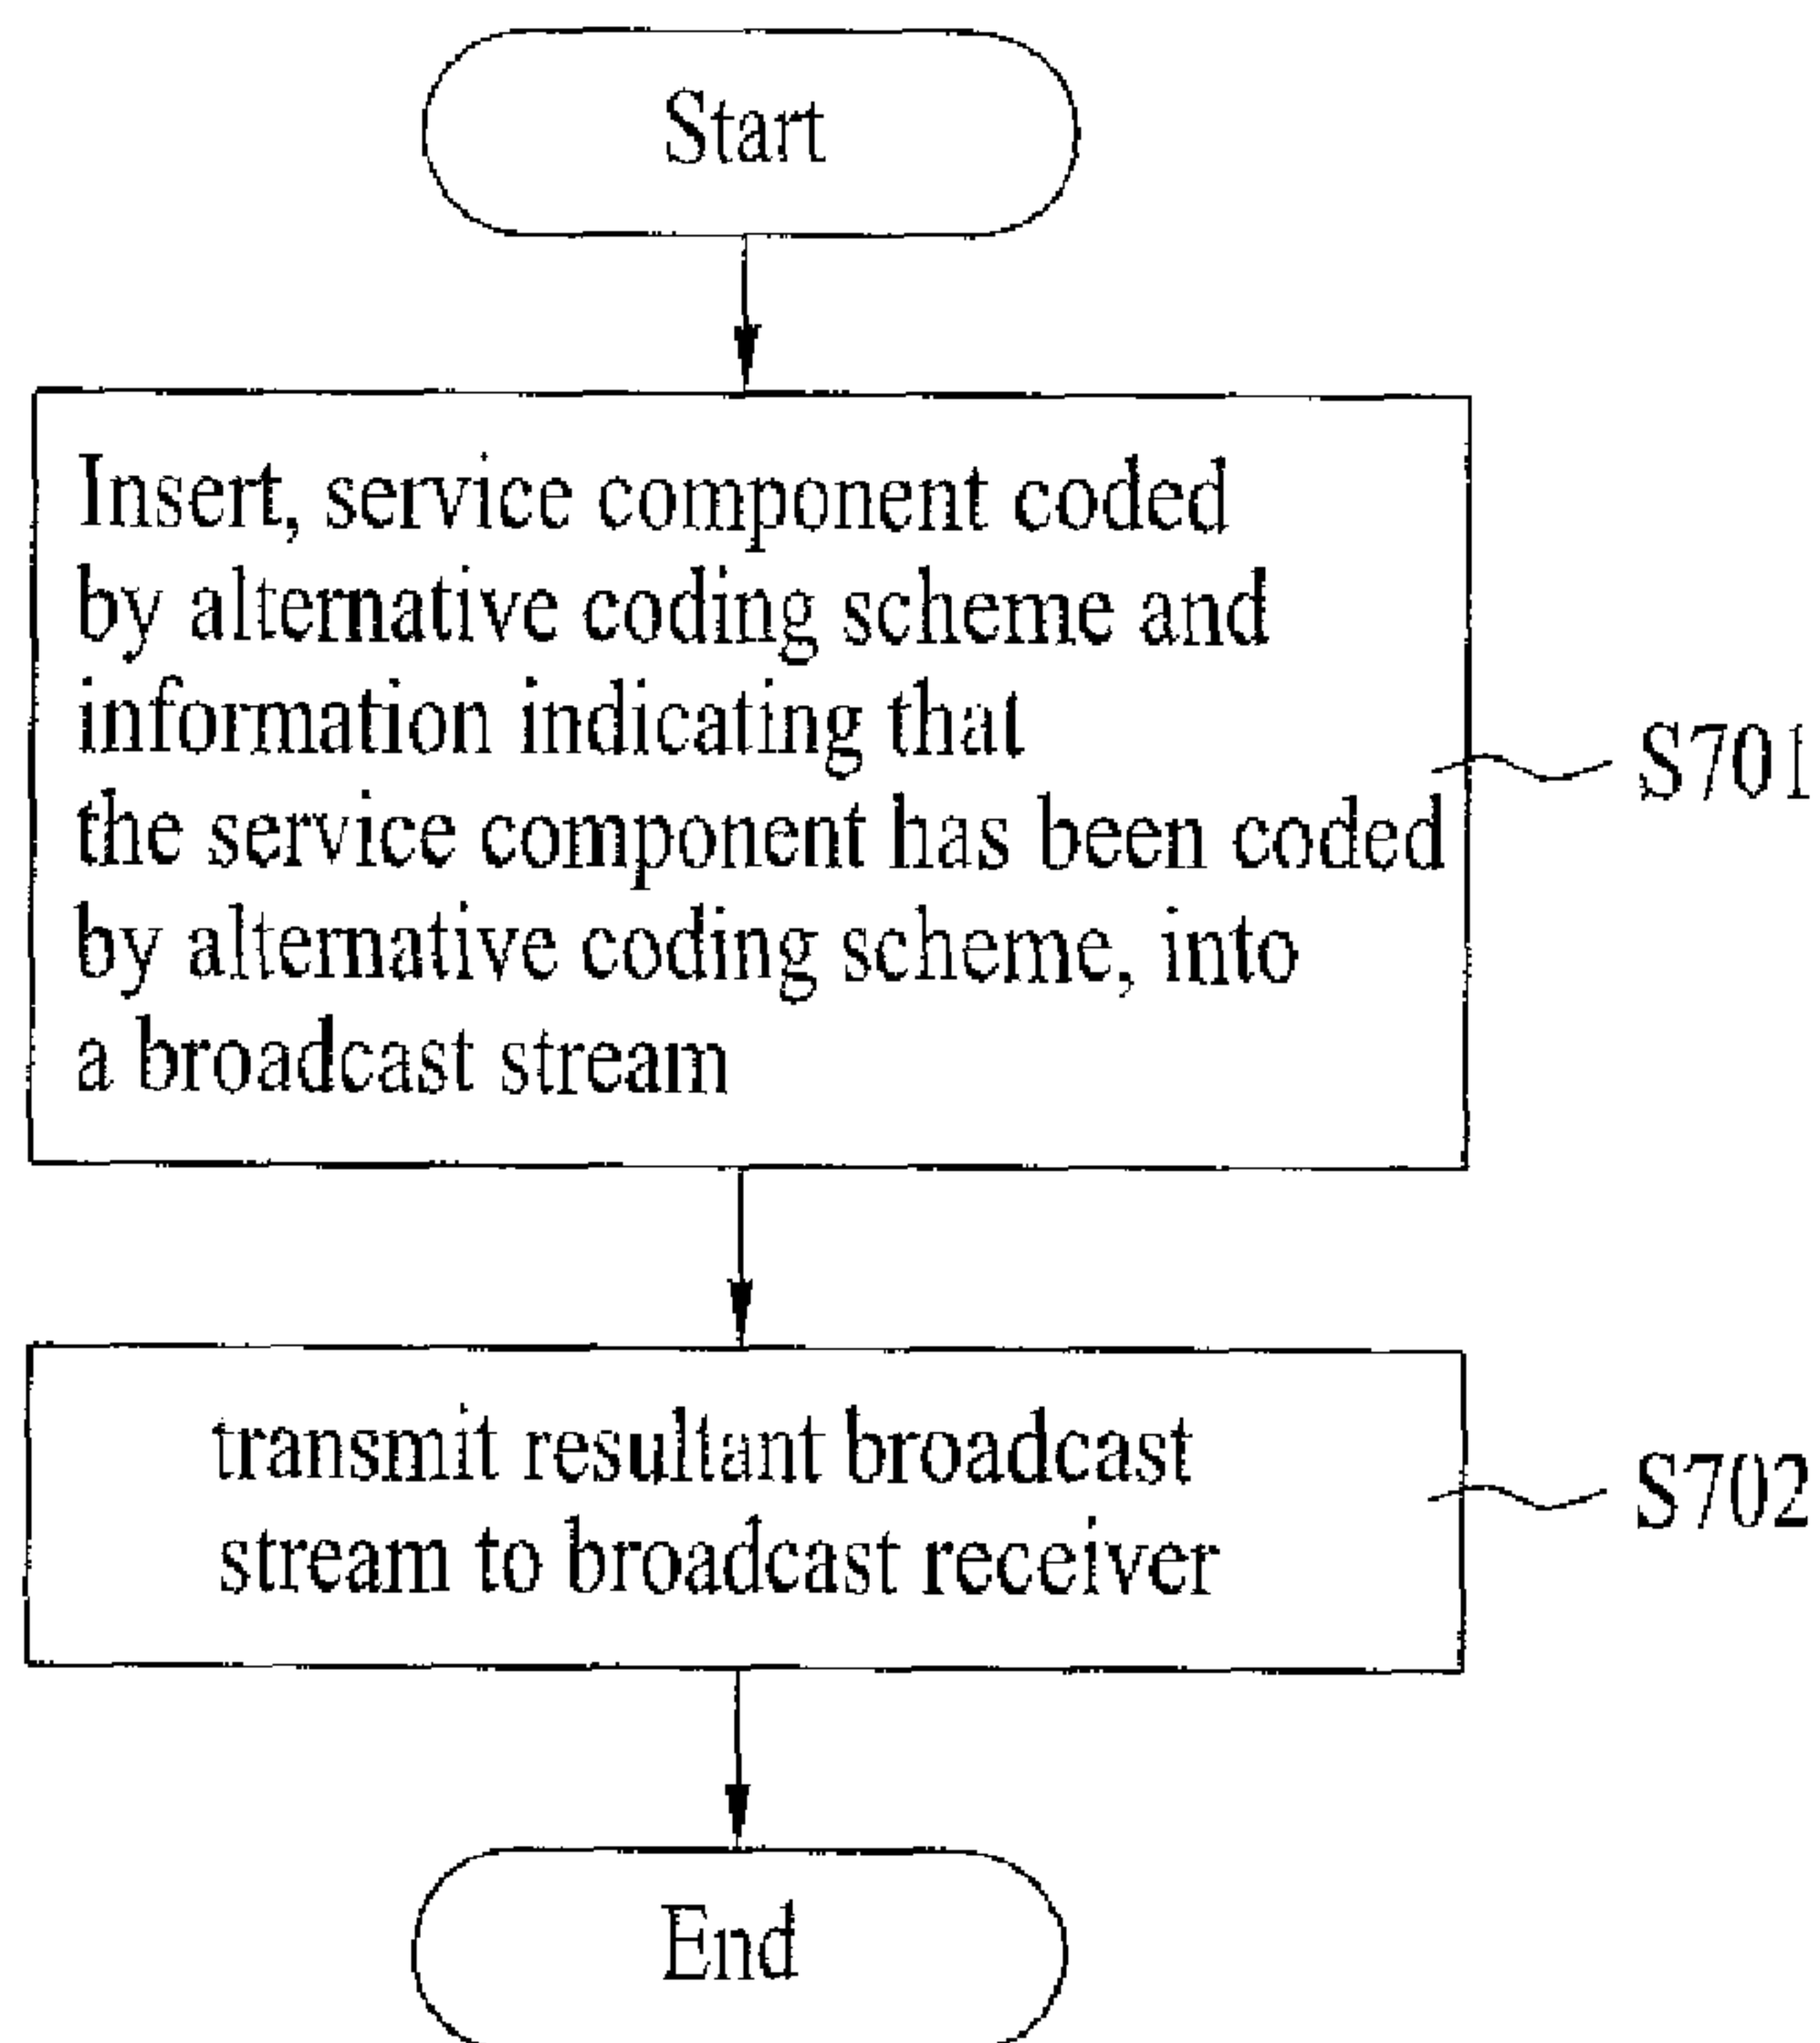 Start
Insert, service component coded
by alternative coding scheme and
information indicating that
the service component has been coded
by alternative coding scheme, into
a broadcast stream
S701
transmit resultant broadcast
stream to broadcast receiver
S702
End